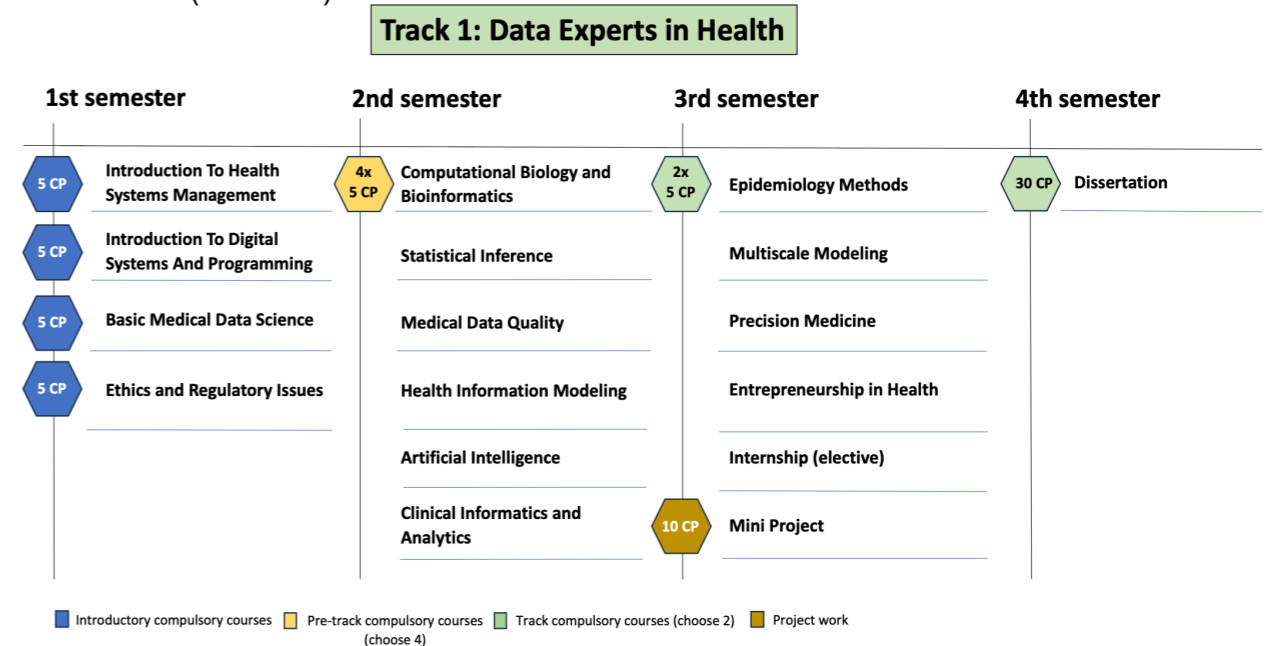 Track 1: Data Experts in Health
1st semester
2nd semester
3rd semester
4th semester
5 CP
Introduction To Health
Systems Management
4x
5 CP
Computational Biology and
Bioinformatics
2x
5 CP
Epidemiology Methods
30 CP
Dissertation
5 CP
Introduction To Digital
Systems And Programming
Statistical Inference
Multiscale Modeling
5 CP
Basic Medical Data Science
Medical Data Quality
Precision Medicine
5 CP
Ethics and Regulatory Issues
Health Information Modeling
Entrepreneurship in Health
Artificial Intelligence
Internship (elective)
Clinical Informatics and
Analytics
10 CP
Mini Project
Introductory compulsory courses
Pre-track compulsory courses
(choose 4)
Track compulsory courses (choose 2)
Project work